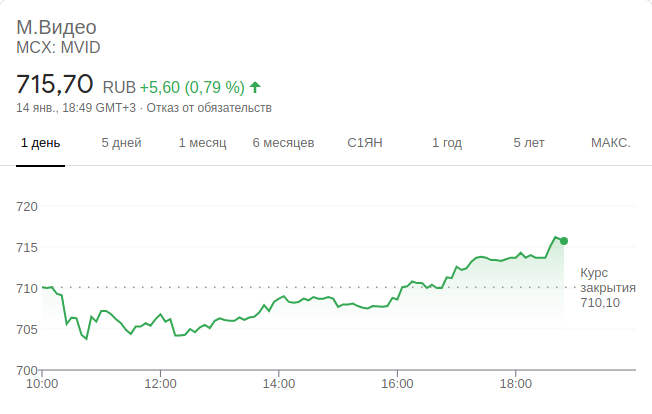 М.Видео
MCX: MVID
715,70 RUB +5,60 (0,79 %)
14 янв., 18:49 GMT+3 · Отказ от обязательств
1 день 5 дней 1 месяц 6 месяцев С1ЯН 1 год 5 лет МАКС.
720
715
710
705
700
Курс
закрытия
710,10
10:00 12:00 14:00 16:00 18:00